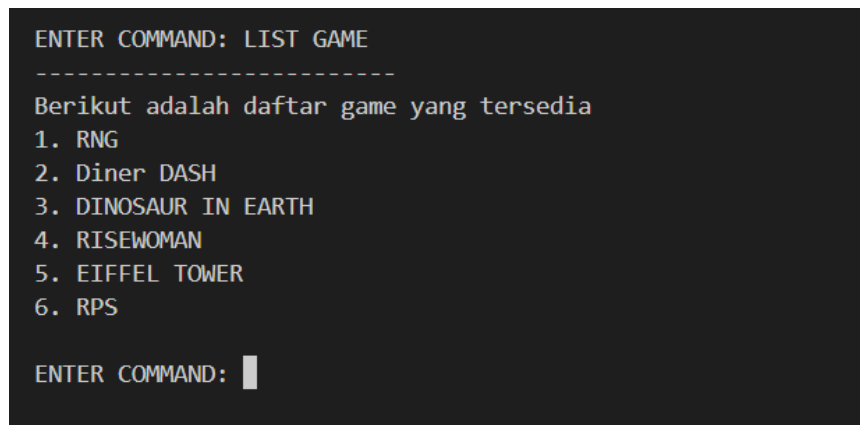 ENTER COMMAND: LIST GAME
--------------------------
Berikut adalah daftar game yang tersedia
1. RNG
2. Diner DASH
3. DINOSAUR IN EARTH
4. RISEWOMAN
5. EIFFEL TOWER
6. RPS
ENTER COMMAND: